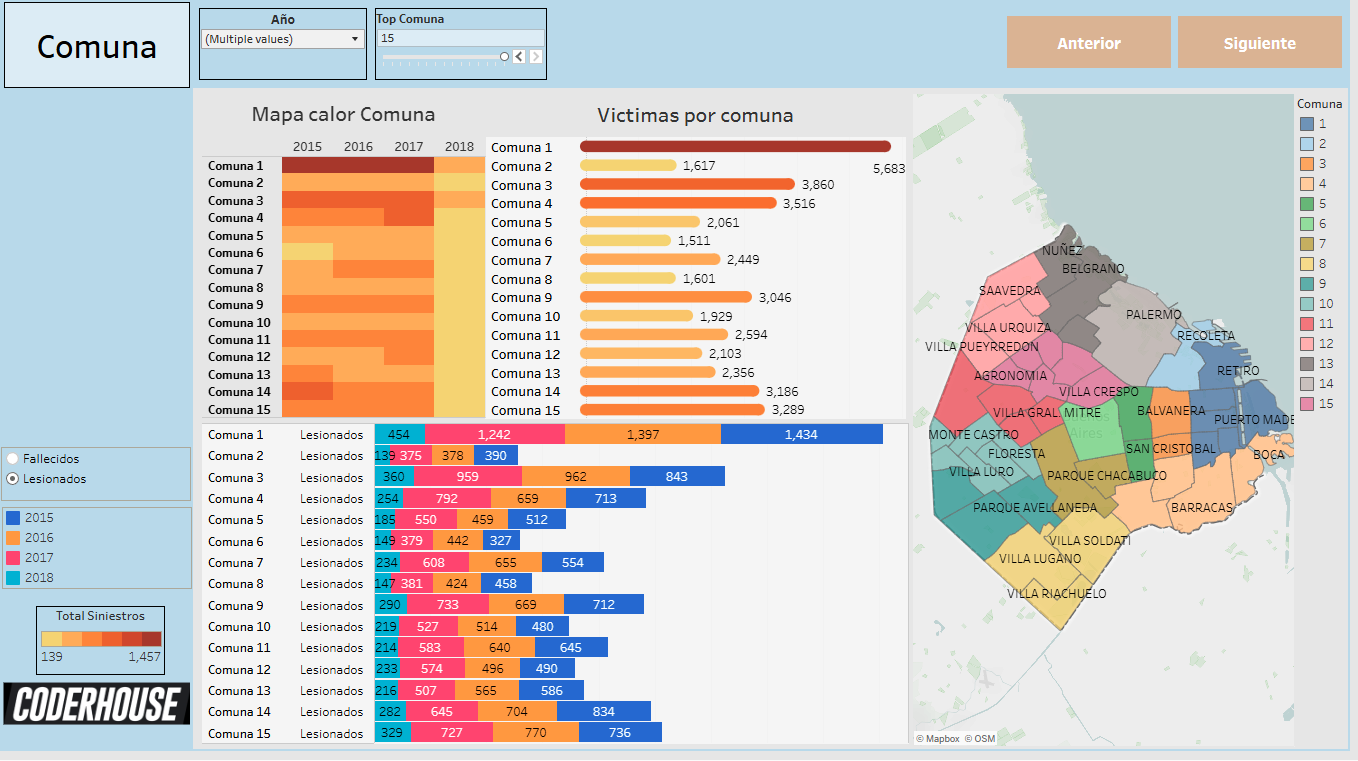 Comuna
Año
(Multiple values)
Top Comuna
15
Anterior
Siguiente
Mapa calor Comuna
2015 2016 2017 2018
Comuna 1
Comuna 2
Comuna 3
Comuna 4
Comuna 5
Comuna 6
Comuna 7
Comuna 8
Comuna 9
Comuna 10
Comuna 11
Comuna 12
Comuna 13
Comuna 14
Comuna 15
Victimas por comuna
Comuna 1 5,683
Comuna 2 1,617
Comuna 3 3,860
Comuna 4 3,516
Comuna 5 2,061
Comuna 6 1,511
Comuna 7 2,449
Comuna 8 1,601
Comuna 9 3,046
Comuna 10 1,929
Comuna 11 2,594
Comuna 12 2,103
Comuna 13 2,356
Comuna 14 3,186
Comuna 15 3,289
Comuna 1 Lesionados 454 1,242 1,397 1,434
Comuna 2 Lesionados 139 375 378 390
Comuna 3 Lesionados 360 959 962 843
Comuna 4 Lesionados 254 792 659 713
Comuna 5 Lesionados 185 550 459 512
Comuna 6 Lesionados 149 379 442 327
Comuna 7 Lesionados 234 608 655 554
Comuna 8 Lesionados 147 381 424 458
Comuna 9 Lesionados 290 733 669 712
Comuna 10 Lesionados 219 527 514 480
Comuna 11 Lesionados 214 583 640 645
Comuna 12 Lesionados 233 574 496 490
Comuna 13 Lesionados 216 507 565 586
Comuna 14 Lesionados 282 645 704 834
Comuna 15 Lesionados 329 727 770 736
Fallecidos
Lesionados
2015
2016
2017
2018
Total Siniestros
139 1,457
CODERHOUSE
NUÑEZ
BELGRANO
SAAVEDRA
PALERMO
VILLA URQUIZA
RECOLETA
VILLA PUEYRREDON
RETIRO
AGRONOMIA
VILLA CRESPO
VILLA GRAL. MITRE
BALVANERA
PUERTO MADE
Aires
MONTE CASTRO
SAN CRISTOBAL
FLORESTA
BOCA
VILLA LURO
PARQUE CHACABUCO
PARQUE AVELLANEDA
BARRACAS
VILLA SOLDATI
VILLA LUGANO
VILLA RIACHUELO
© Mapbox © OSM
Comuna
1
2
3
4
5
6
7
8
9
10
11
12
13
14
15